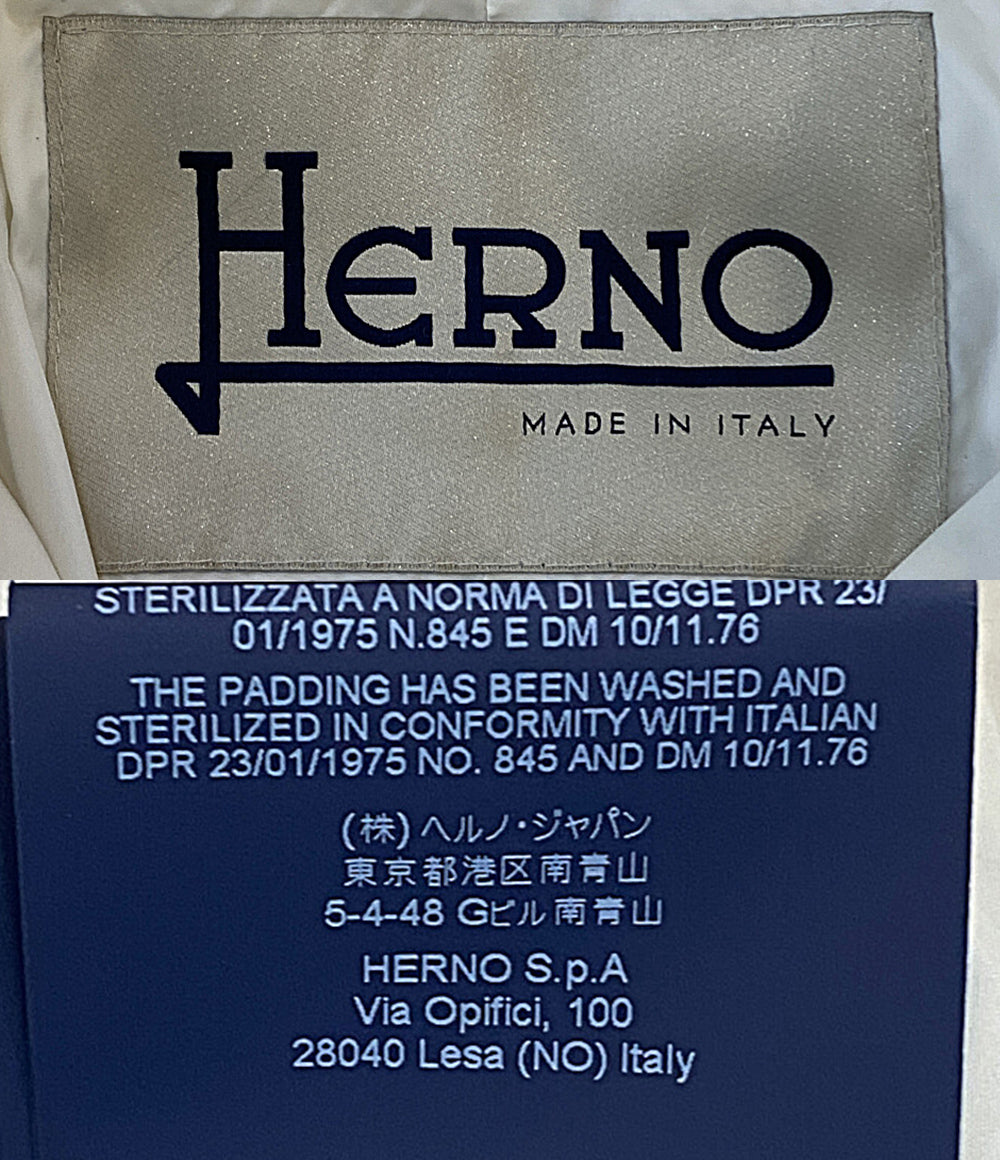 HERNO
MADE IN ITALY
STERILIZZATA A NORMA DI LEGGE DPR 23/
01/1975 N.845 E DM 10/11.76
THE PADDING HAS BEEN WASHED AND
STERILIZED IN CONFORMITY WITH ITALIAN
DPR 23/01/1975 NO. 845 AND DM 10/11.76
(株)ヘルノ・ジャパン
東京都港区南青山
5-4-48 Gビル南青山
HERNO S.p.A
Via Opifici, 100
28040 Lesa (NO) Italy